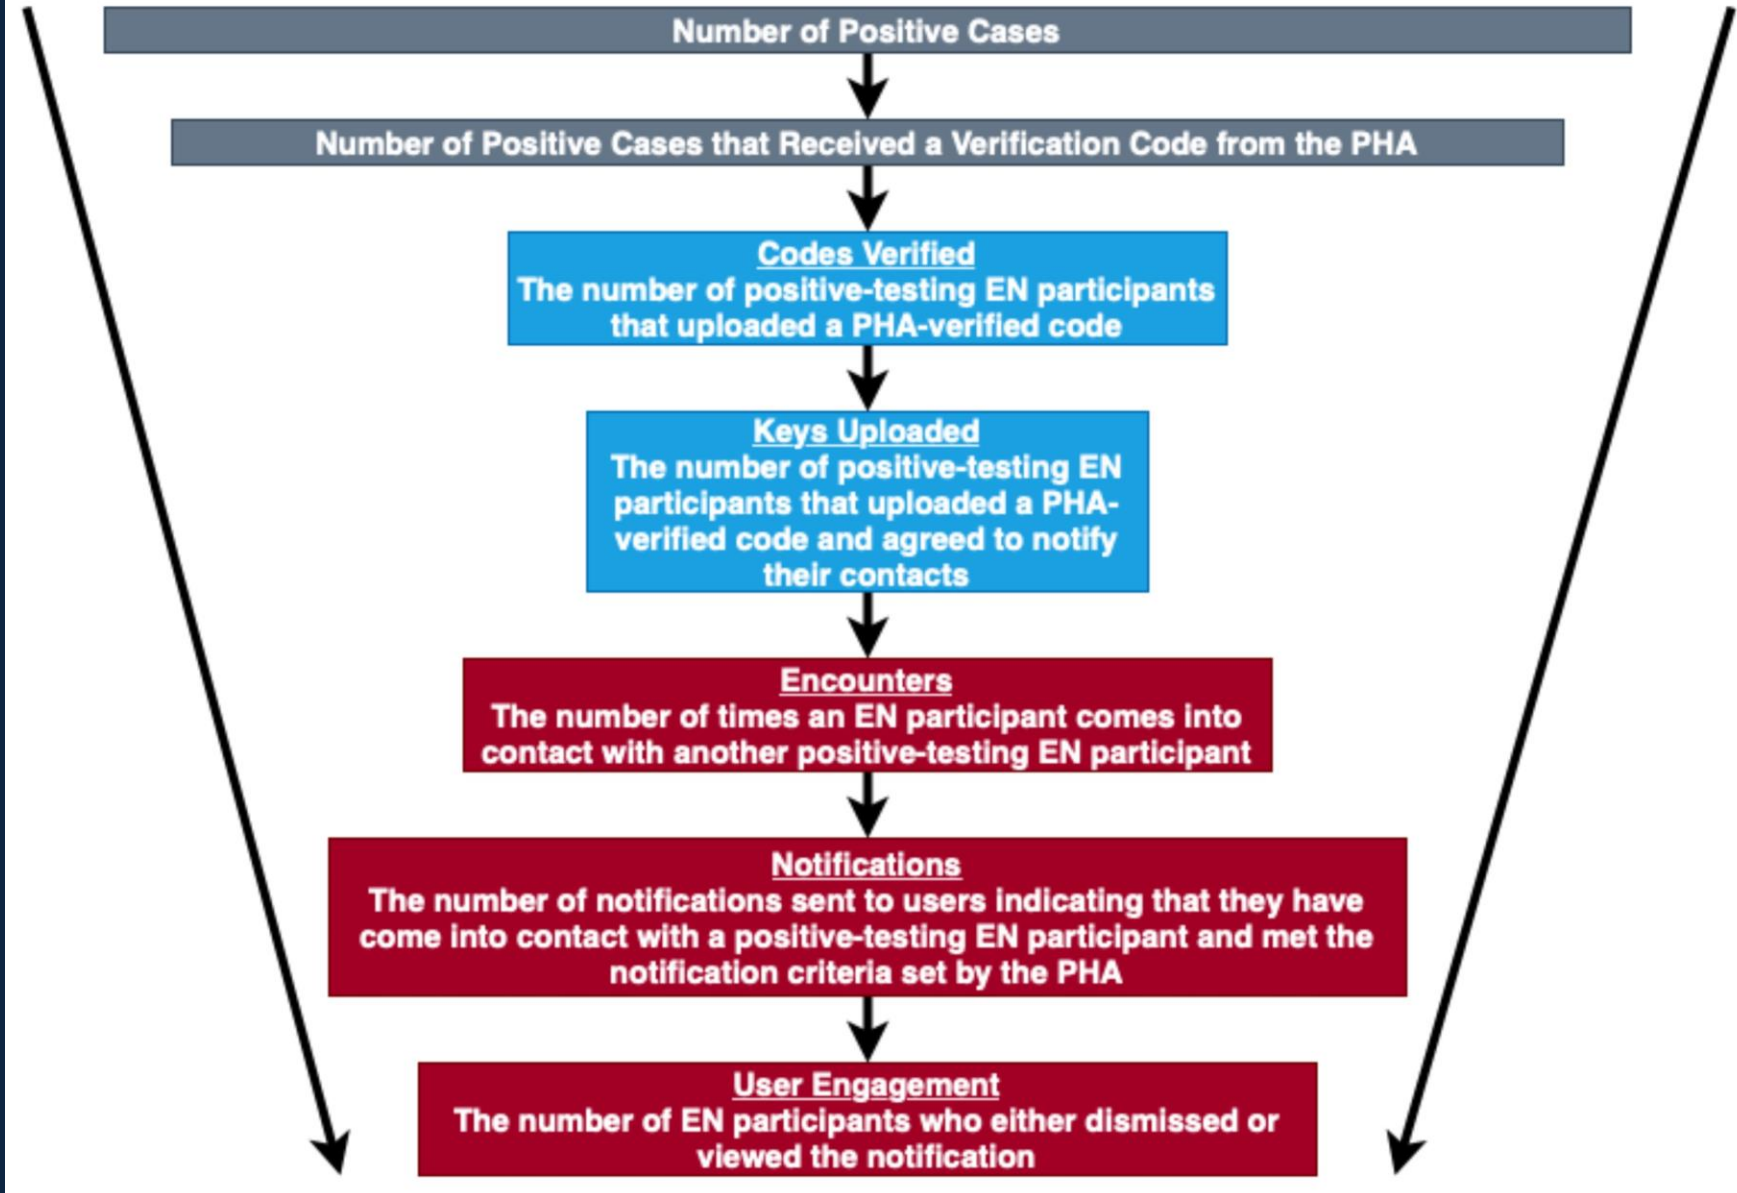 Number of Positive Cases
Number of Positive Cases that Received a Verification Code from the PHA
Codes Verified
The number of positive-testing EN participants
that uploaded a PHA-verified code
Keys Uploaded
The number of positive-testing EN
participants that uploaded a PHA-
verified code and agreed to notify
their contacts
Encounters
The number of times an EN participant comes into
contact with another positive-testing EN participant
Notifications
The number of notifications sent to users indicating that they have
come into contact with a positive-testing EN participant and met the
notification criteria set by the PHA
User Engagement
The number of EN participants who either dismissed or
viewed the notification